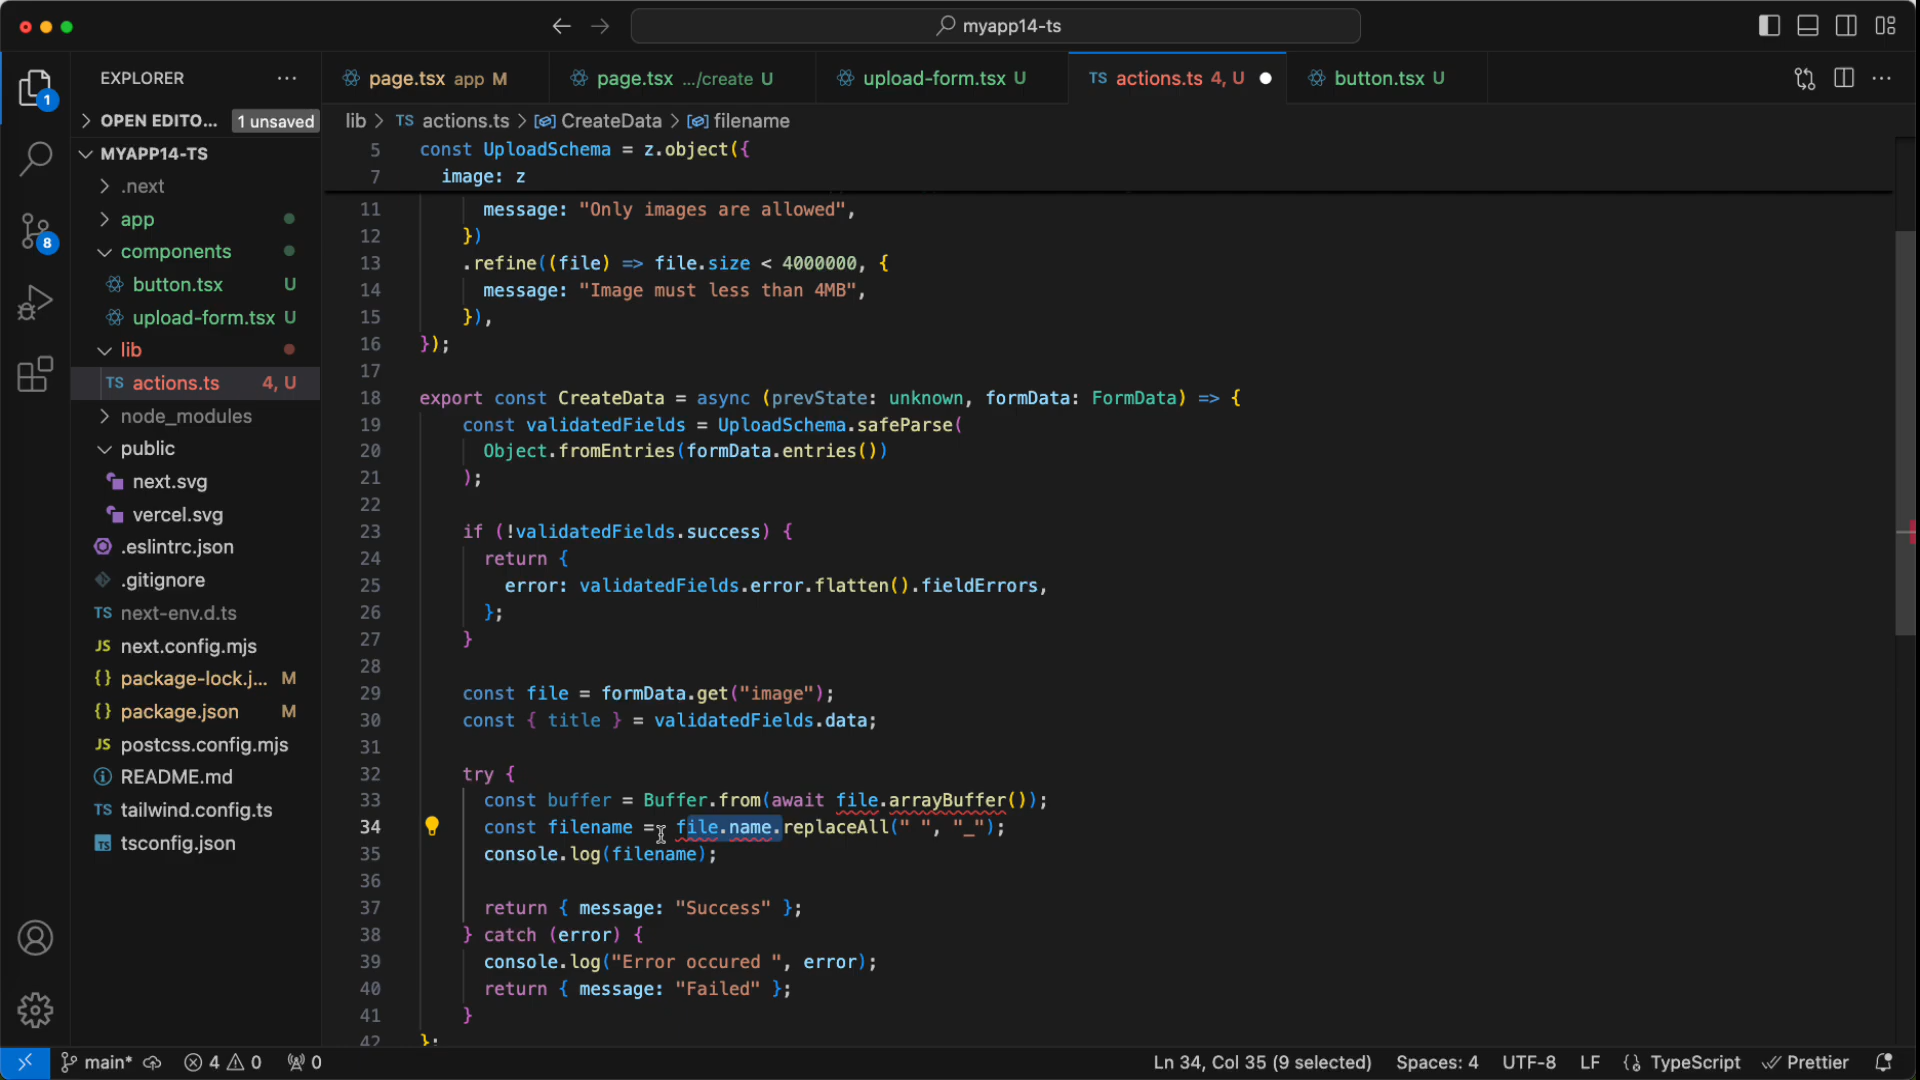 myapp14-ts
EXPLORER
page.tsx app M
page.tsx .../create U
upload-form.tsx U
TS actions.ts 4, U
button.tsx U
1
OPEN EDITO... 1 unsaved
lib > TS actions.ts > CreateData > filename
MYAPP14-TS
.next
app
components
button.tsx U
upload-form.tsx U
lib
TS actions.ts 4, U
node_modules
public
next.svg
vercel.svg
.eslintrc.json
.gitignore
TS next-env.d.ts
JS next.config.mjs
{} package-lock.j... M
{} package.json M
JS postcss.config.mjs
README.md
TS tailwind.config.ts
tsconfig.json
8
5 const UploadSchema = z.object({
7 image: z
11 message: "Only images are allowed",
12 })
13 .refine((file) => file.size < 4000000, {
14 message: "Image must less than 4MB",
15 }),
16 });
17
18 export const CreateData = async (prevState: unknown, formData: FormData) => {
19 const validatedFields = UploadSchema.safeParse(
20 Object.fromEntries(formData.entries())
21 );
22
23 if (!validatedFields.success) {
24 return {
25 error: validatedFields.error.flatten().fieldErrors,
26 };
27 }
28
29 const file = formData.get("image");
30 const { title } = validatedFields.data;
31
32 try {
33 const buffer = Buffer.from(await file.arrayBuffer());
34 const filename = file.name.replaceAll(" ", "_");
35 console.log(filename);
36
37 return { message: "Success" };
38 } catch (error) {
39 console.log("Error occured ", error);
40 return { message: "Failed" };
41 }
42 };
main* 4 0 0
Ln 34, Col 35 (9 selected) Spaces: 4 UTF-8 LF {} TypeScript Prettier